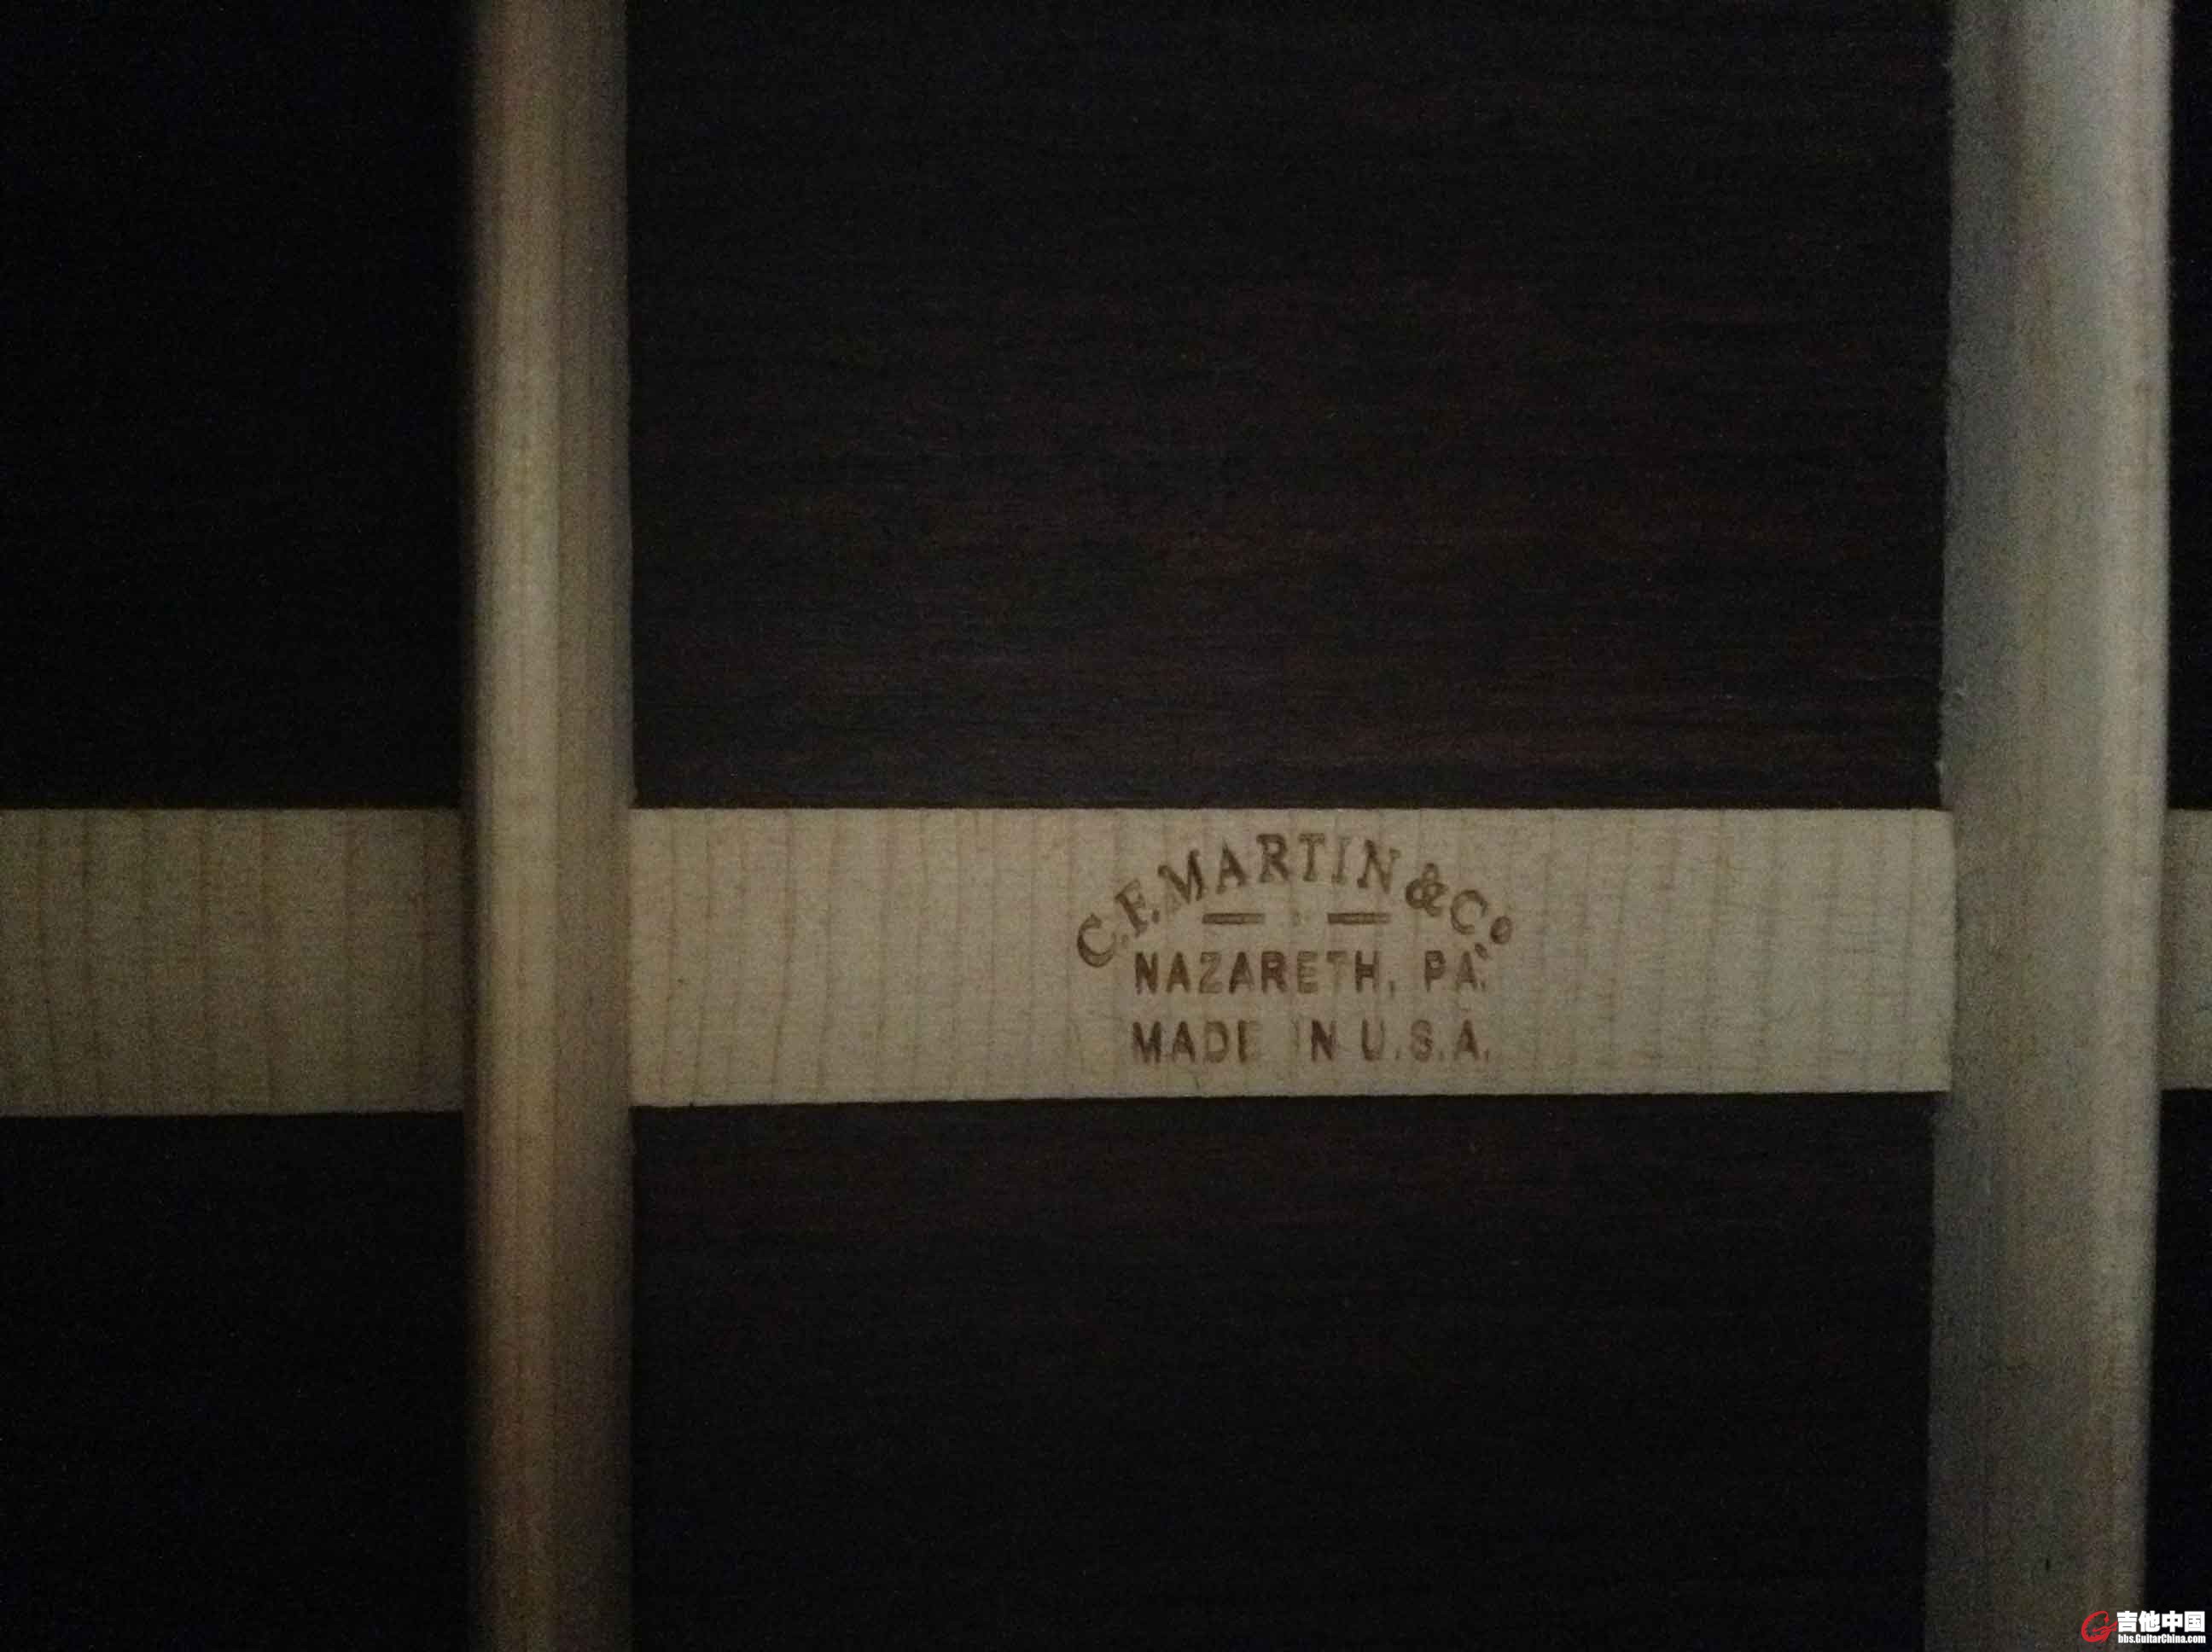 C.F. MARTIN & Co.
NAZARETH, PA.
MADE IN U.S.A.
吉他中国
bbs.GuitarChina.com